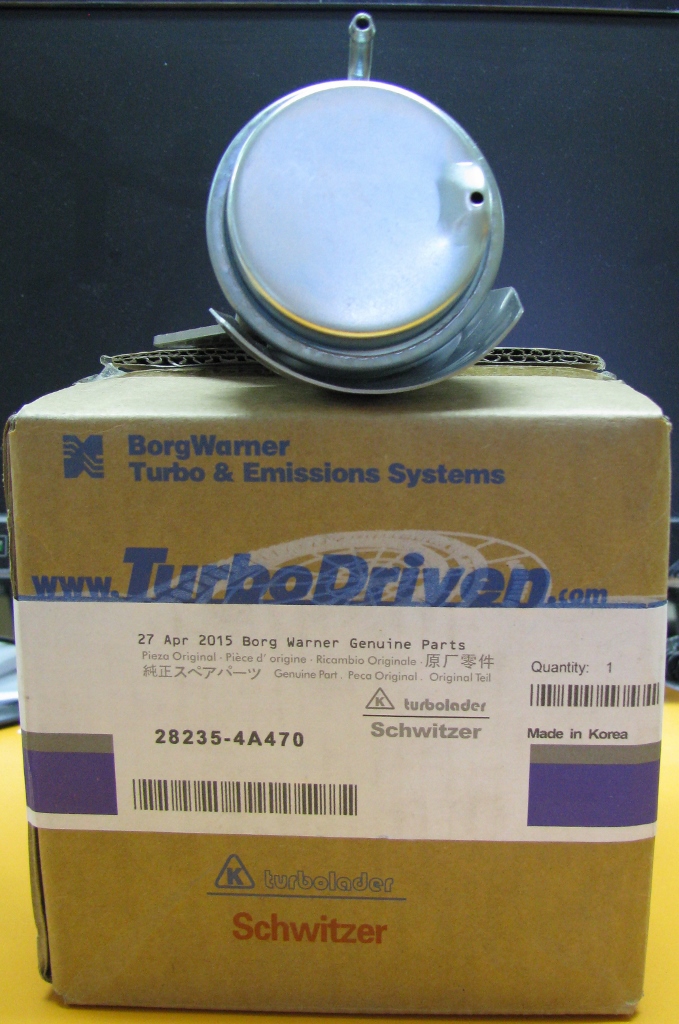 BorgWarner
Turbo & Emissions Systems
www.TurboDriven.com
27 Apr 2015 Borg Warner Genuine Parts
Pieza Original · Pièce d' origine · Ricambio Originale · 原厂零件
純正スペアパーツ Genuine Part . Peca Original . Original Teil
Quantity: 1
K turbolader
Schwitzer
Made in Korea
28235-4A470
K turbolader
Schwitzer